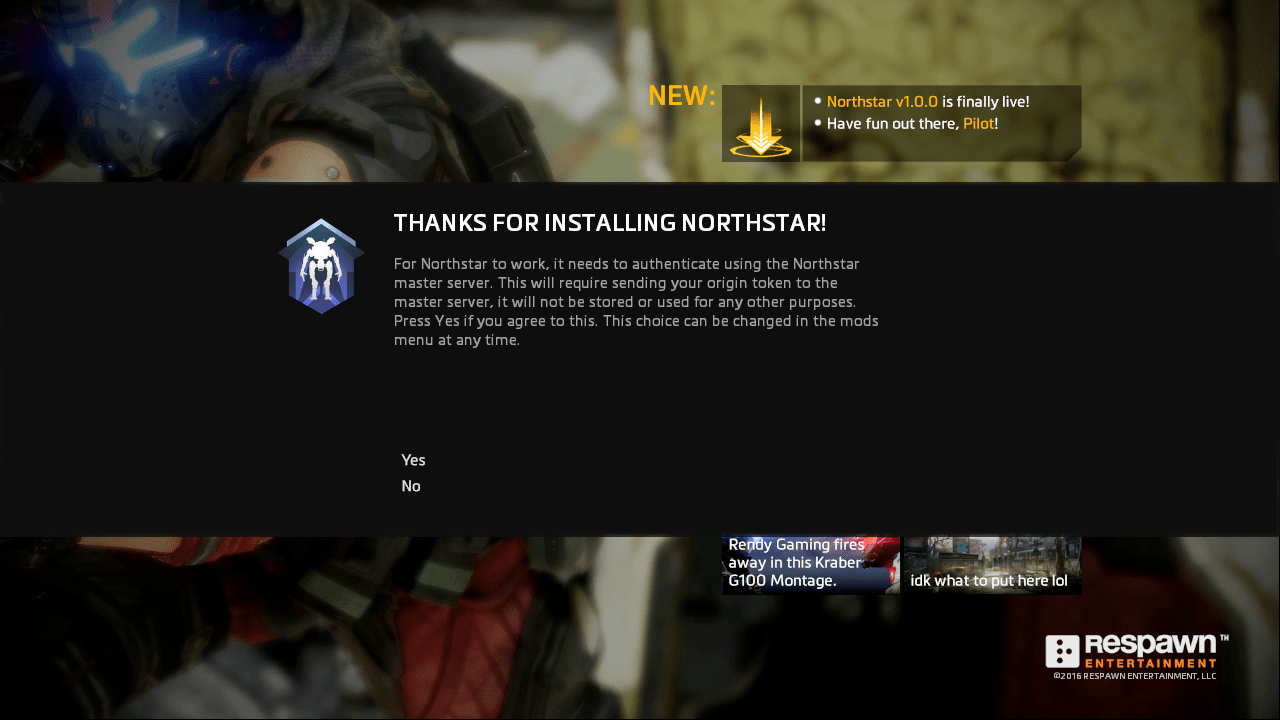 NEW:
• Northstar v1.0.0 is finally live!
• Have fun out there, Pilot!
THANKS FOR INSTALLING NORTHSTAR!
For Northstar to work, it needs to authenticate using the Northstar
master server. This will require sending your origin token to the
master server, it will not be stored or used for any other purposes.
Press Yes if you agree to this. This choice can be changed in the mods
menu at any time.
Yes
No
Rendy Gaming fires
away in this Kraber
G100 Montage.
idk what to put here lol
RESPAWN™
ENTERTAINMENT
©2016 RESPAWN ENTERTAINMENT, LLC